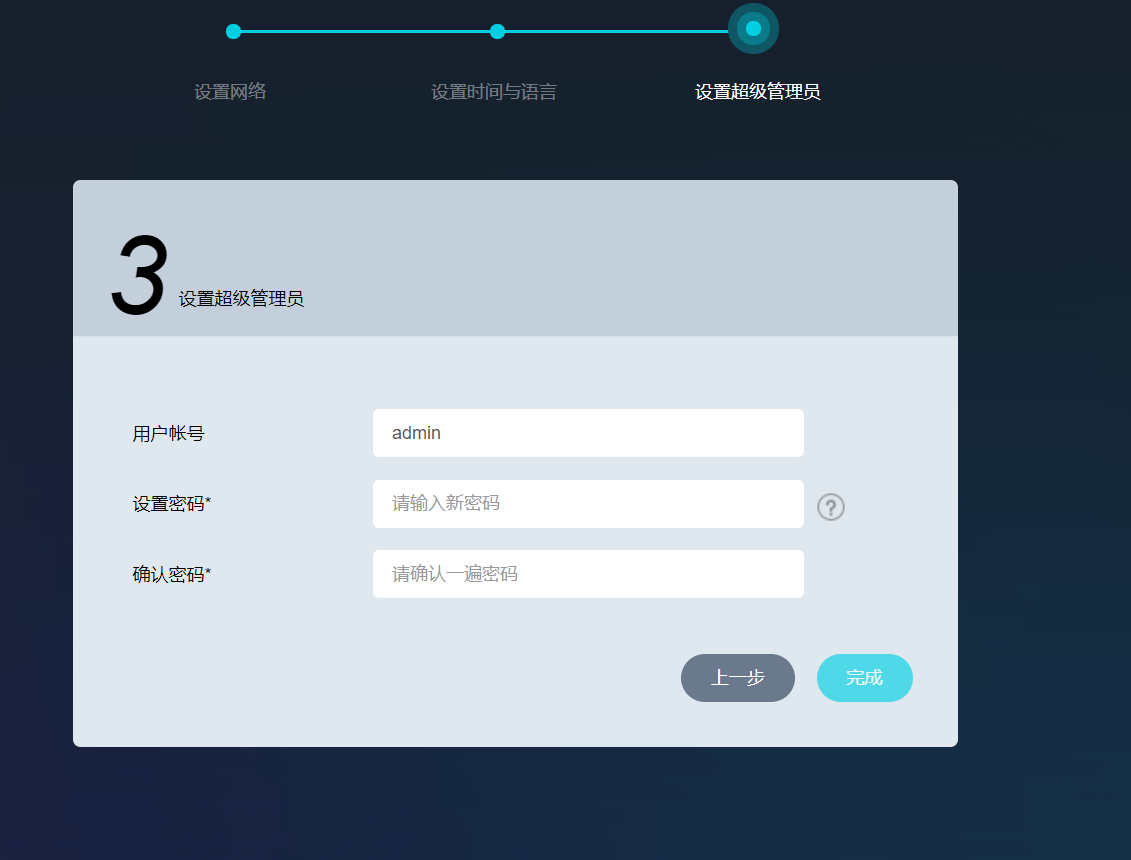 设置网络
设置时间与语言
设置超级管理员
3 设置超级管理员
用户帐号 admin
设置密码* 请输入新密码 ?
确认密码* 请确认一遍密码
上一步 完成